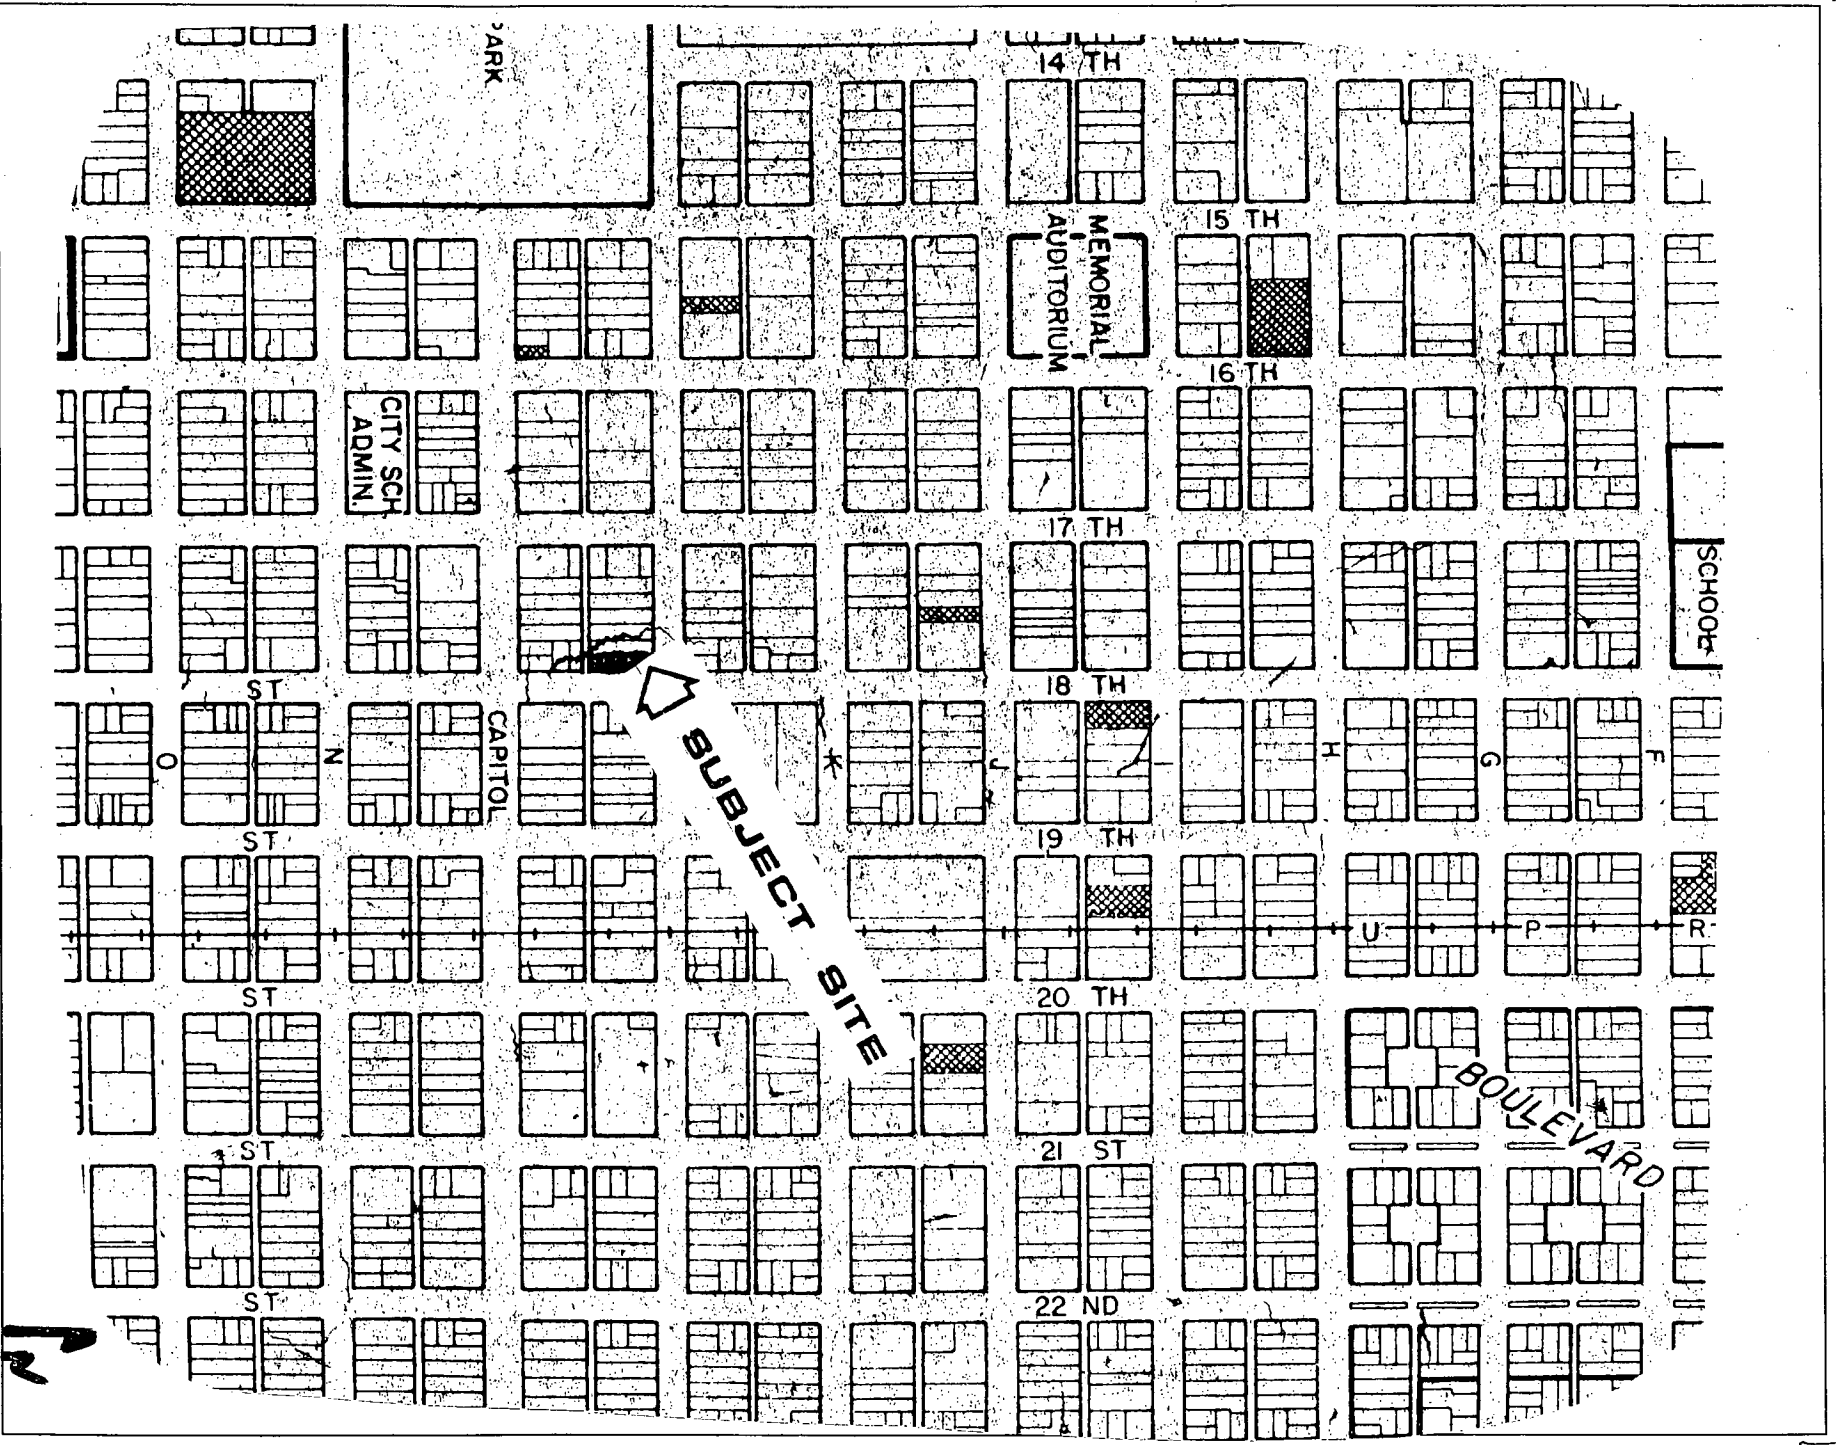 PARK
14 TH
MEMORIAL
AUDITORIUM
15 TH
16 TH
CITY SCH
ADMIN.
17 TH
SCHOOL
ST
18 TH
O
N
CAPITOL
K
J
I
H
G
F
SUBJECT SITE
ST
19 TH
U P R
ST
20 TH
BOULEVARD
ST
21 ST
ST
22 ND